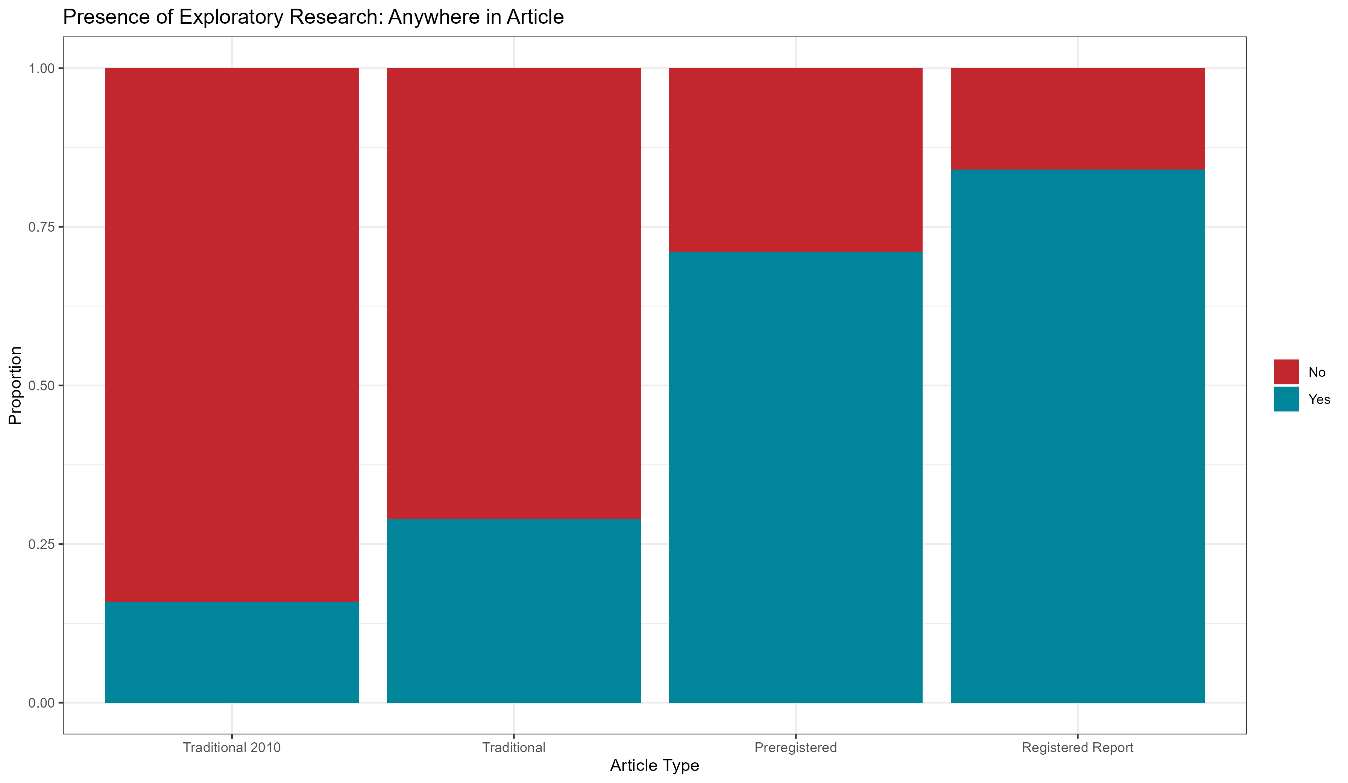 Presence of Exploratory Research: Anywhere in Article
1.00
0.75
0.50
0.25
0.00
Proportion
Traditional 2010
Traditional
Preregistered
Registered Report
Article Type
No
Yes